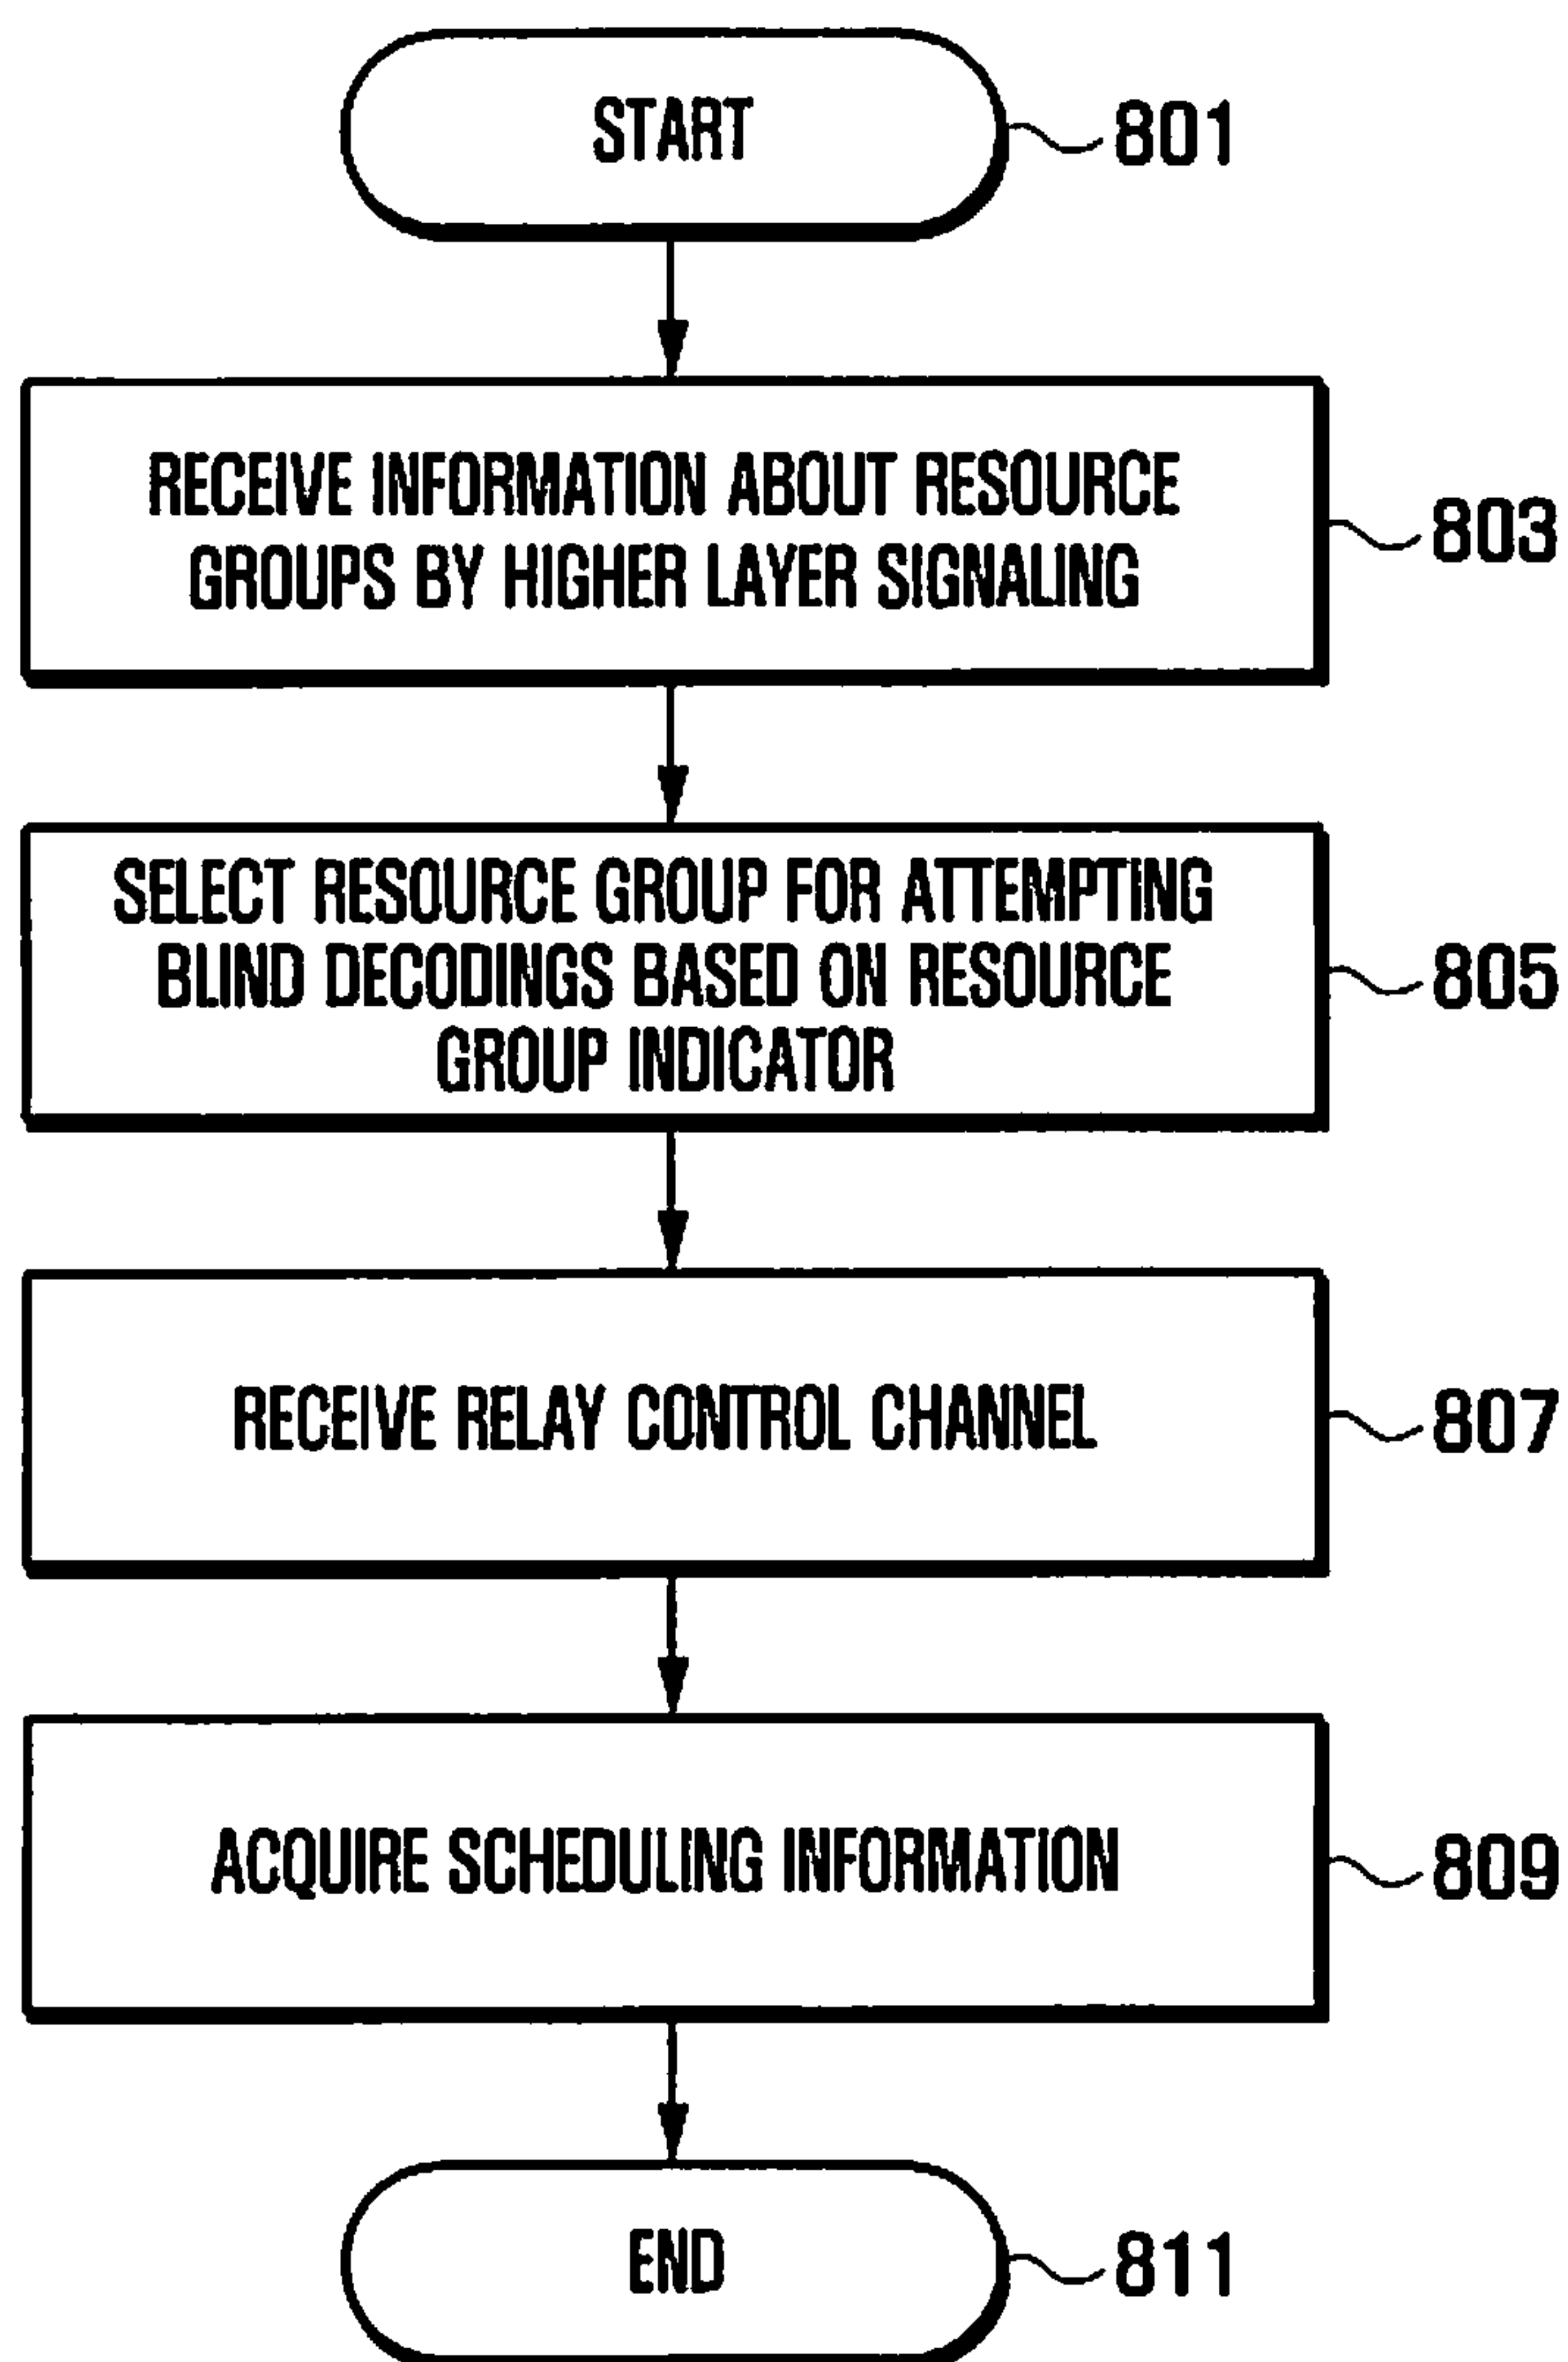 START
801
RECEIVE INFORMATION ABOUT RESOURCE
GROUPS BY HIGHER LAYER SIGNALING
803
SELECT RESOURCE GROUP FOR ATTEMPTING
BLIND DECODINGS BASED ON RESOURCE
GROUP INDICATOR
805
RECEIVE RELAY CONTROL CHANNEL
807
ACQUIRE SCHEDULING INFORMATION
809
END
811